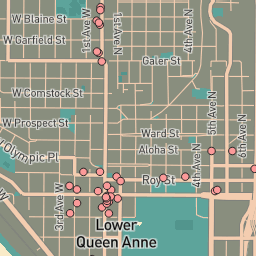 W Blaine St
W Garfield St
1st Ave W
1st Ave N
4th Ave N
Galer St
W Comstock St
W Prospect St
Ward St
Aloha St
5th Ave N
6th Ave N
Olympic Pl
3rd Ave W
Roy St
4th Ave N
Lower
Queen Anne